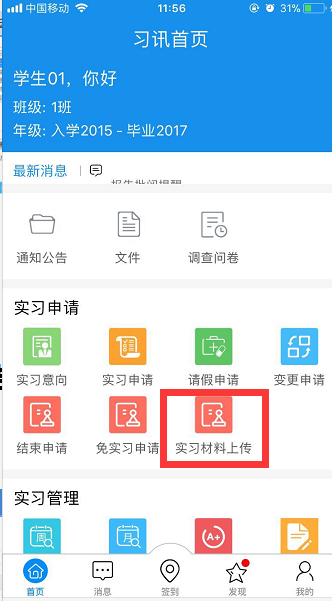 中国移动 11:56 31%
习讯首页
学生01，你好
班级: 1班
年级: 入学2015 - 毕业2017
最新消息
通知公告 文件 调查问卷
实习申请
实习意向 实习申请 请假申请 变更申请
结束申请 免实习申请 实习材料上传
实习管理
周 月 A+
首页 消息 签到 发现 我的